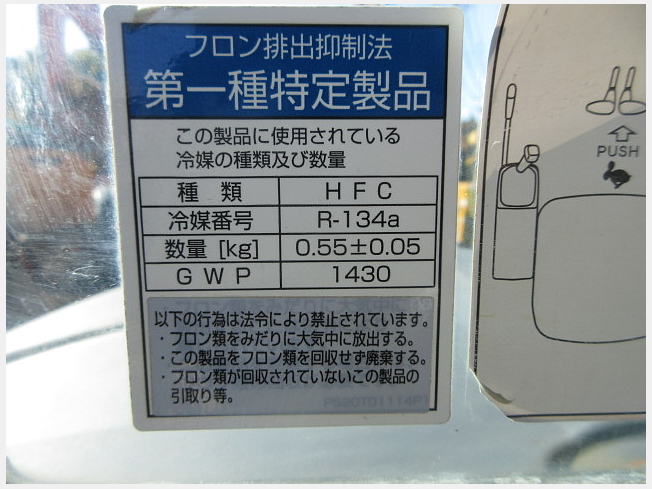 フロン排出抑制法
第一種特定製品
この製品に使用されている
冷媒の種類及び数量
種 類 HFC
冷媒番号 R-134a
数量 [kg] 0.55±0.05
GWP 1430
以下の行為は法令により禁止されています。
・フロン類をみだりに大気中に放出する。
・この製品をフロン類を回収せず廃棄する。
・フロン類が回収されていないこの製品の
引取り等。
PUSH